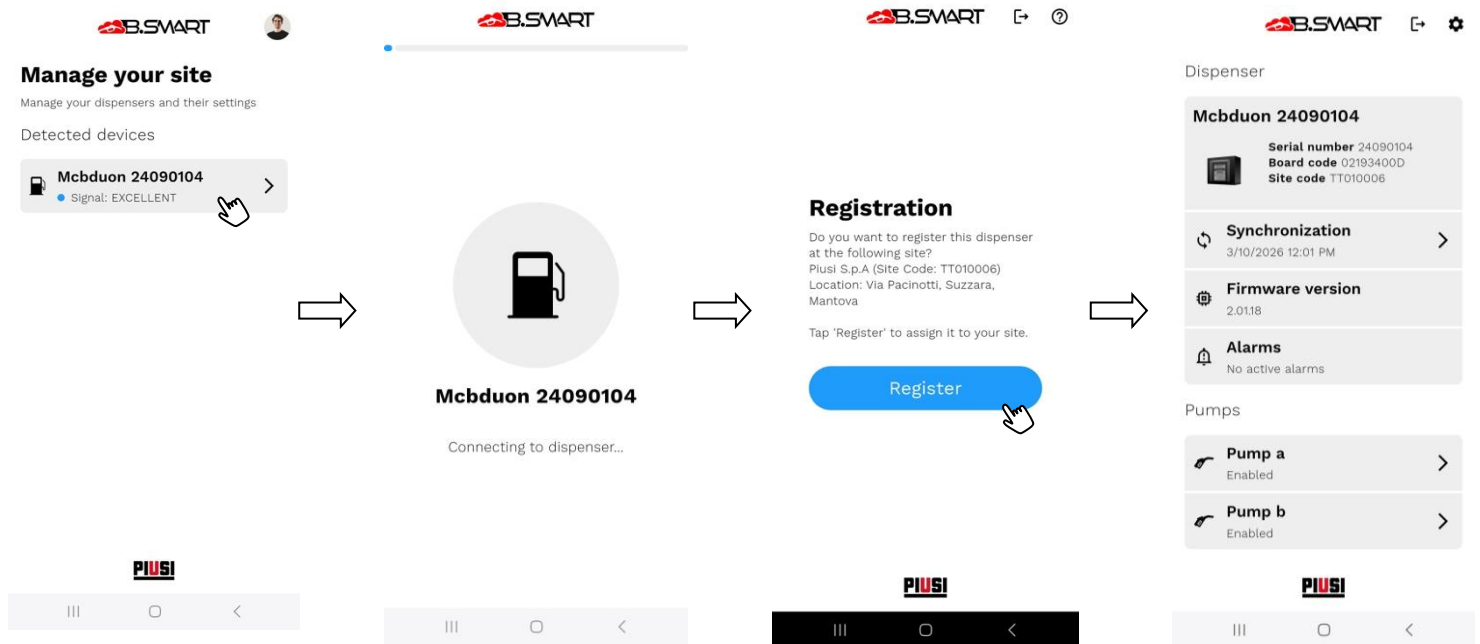 B.SMART
Manage your site
Manage your dispensers and their settings
Detected devices
Mcbduon 24090104
Signal: EXCELLENT
PIUSI
B.SMART
Mcbduon 24090104
Connecting to dispenser...
B.SMART
Registration
Do you want to register this dispenser
at the following site?
Piusi S.p.A (Site Code: TT010006)
Location: Via Pacinotti, Suzzara,
Mantova
Tap 'Register' to assign it to your site.
Register
PIUSI
B.SMART
Dispenser
Mcbduon 24090104
Serial number 24090104
Board code 02193400D
Site code TT010006
Synchronization
3/10/2026 12:01 PM
Firmware version
2.01.18
Alarms
No active alarms
Pumps
Pump a
Enabled
Pump b
Enabled
PIUSI